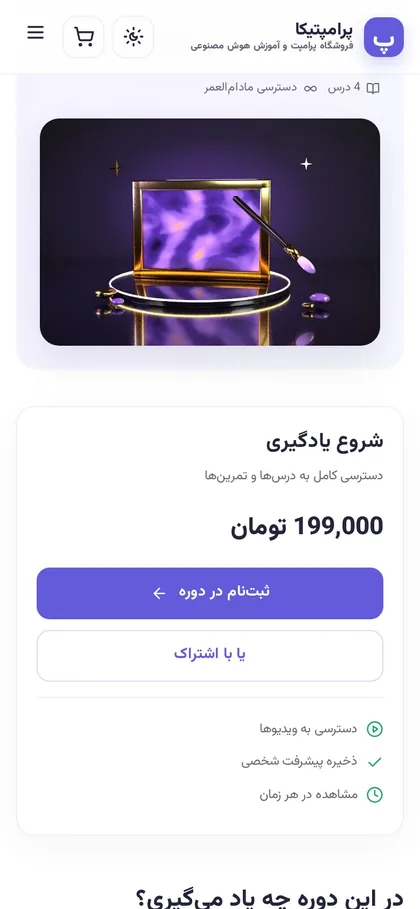 پ
پرامپتیکا
فروشگاه پرامپت و آموزش هوش مصنوعی
4 درس دسترسی مادام‌العمر
شروع یادگیری
دسترسی کامل به درس‌ها و تمرین‌ها
199,000 تومان
ثبت‌نام در دوره
یا با اشتراک
دسترسی به ویدیوها
ذخیره پیشرفت شخصی
مشاهده در هر زمان
در این دوره چه یاد می‌گیری؟